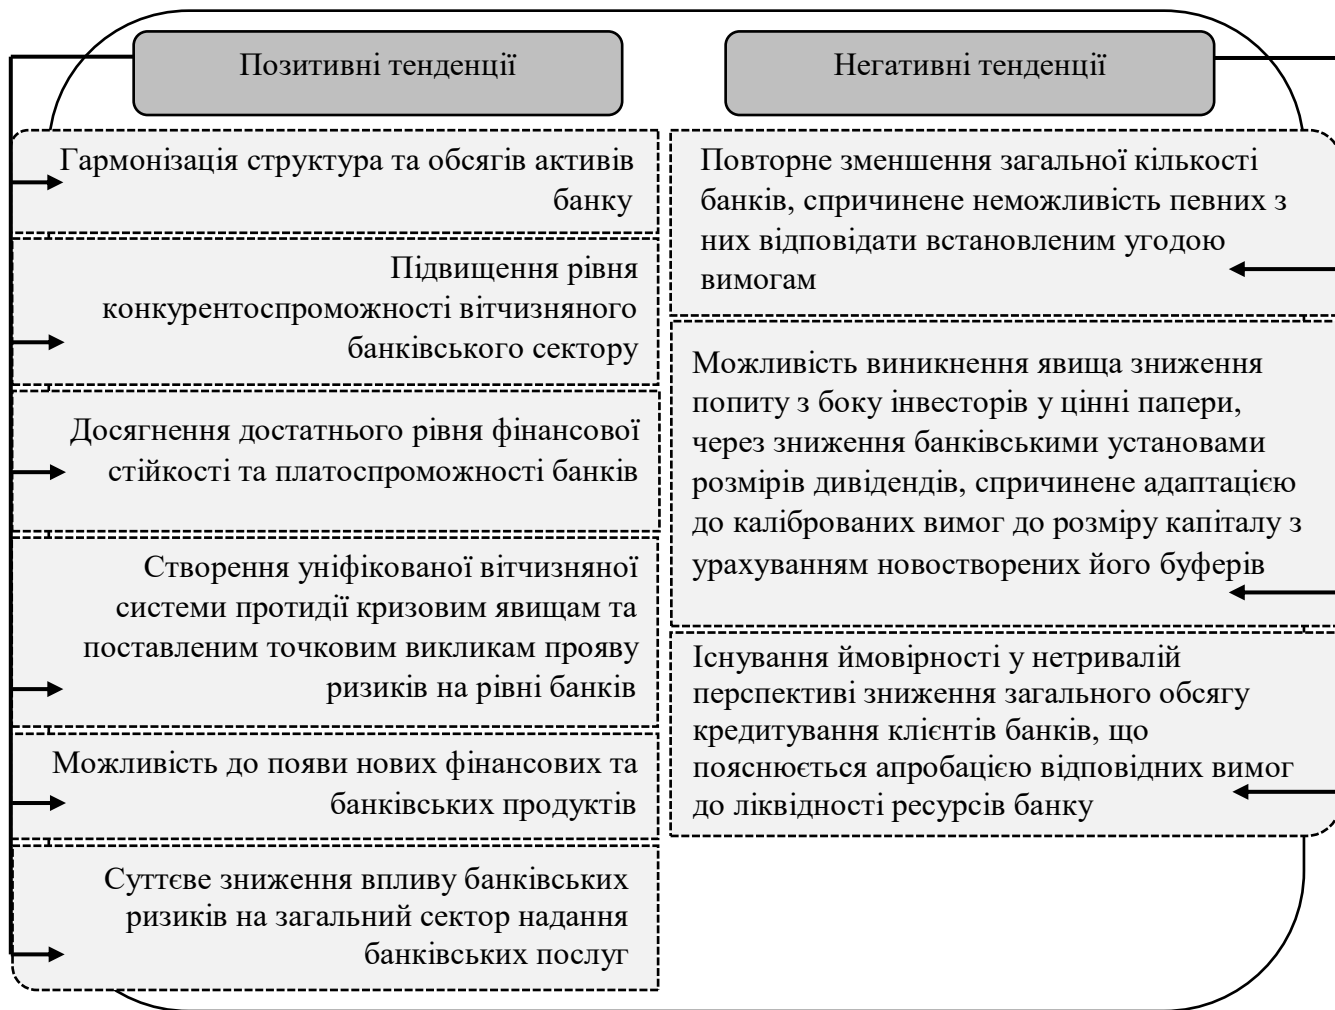 Позитивні тенденції
Гармонізація структура та обсягів активів
банку
Підвищення рівня
конкурентоспроможності вітчизняного
банківського сектору
Досягнення достатнього рівня фінансової
стійкості та платоспроможності банків
Створення уніфікованої вітчизняної
системи протидії кризовим явищам та
поставленим точковим викликам прояву
ризиків на рівні банків
Можливість до появи нових фінансових та
банківських продуктів
Суттєве зниження впливу банківських
ризиків на загальний сектор надання
банківських послуг
Негативні тенденції
Повторне зменшення загальної кількості
банків, спричинене неможливість певних з
них відповідати встановленим угодою
вимогам
Можливість виникнення явища зниження
попиту з боку інвесторів у цінні папери,
через зниження банківськими установами
розмірів дивідендів, спричинене адаптацією
до каліброваних вимог до розміру капіталу з
урахуванням новостворених його буферів
Існування ймовірності у нетривалій
перспективі зниження загального обсягу
кредитування клієнтів банків, що
пояснюється апробацією відповідних вимог
до ліквідності ресурсів банку